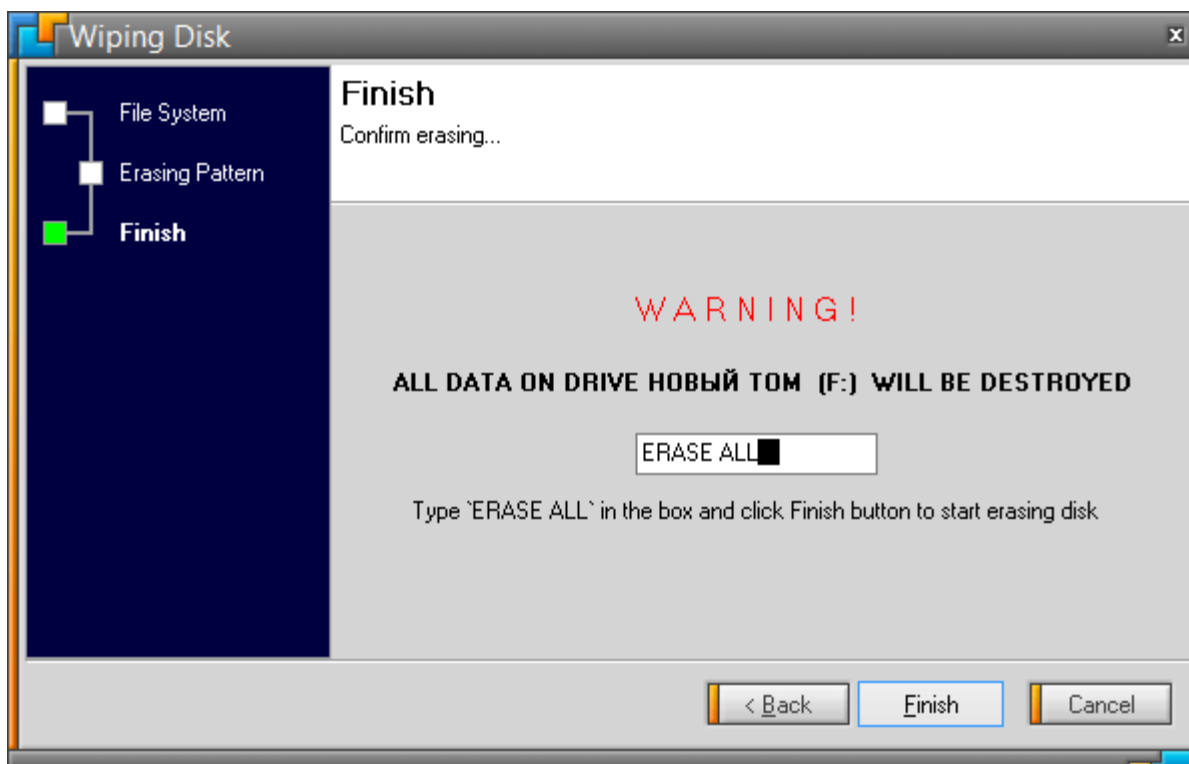 Wiping Disk
x
File System
Erasing Pattern
Finish
Finish
Confirm erasing...
WARNING!
ALL DATA ON DRIVE НОВЫЙ ТОМ (F:) WILL BE DESTROYED
ERASE ALL
Type `ERASE ALL` in the box and click Finish button to start erasing disk
< Back
Finish
Cancel